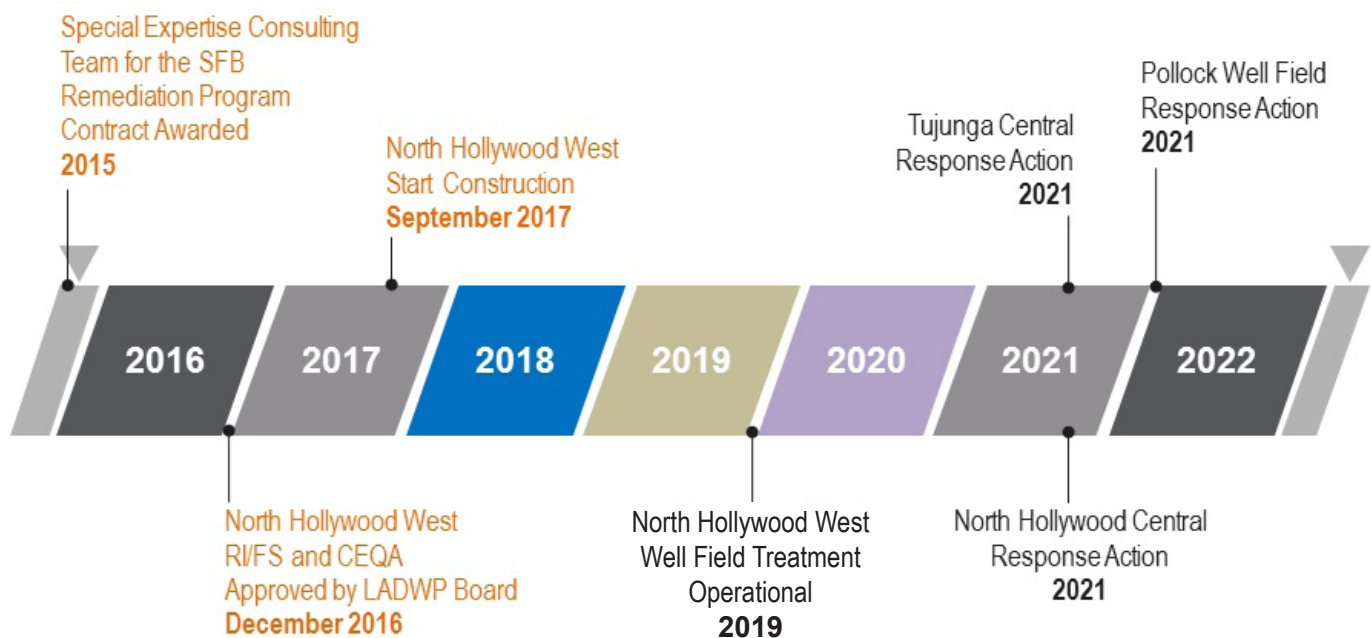 Special Expertise Consulting
Team for the SFB
Remediation Program
Contract Awarded
2015
North Hollywood West
Start Construction
September 2017
Tujunga Central
Response Action
2021
Pollock Well Field
Response Action
2021
2016
2017
2018
2019
2020
2021
2022
North Hollywood West
RI/FS and CEQA
Approved by LADWP Board
December 2016
North Hollywood West
Well Field Treatment
Operational
2019
North Hollywood Central
Response Action
2021